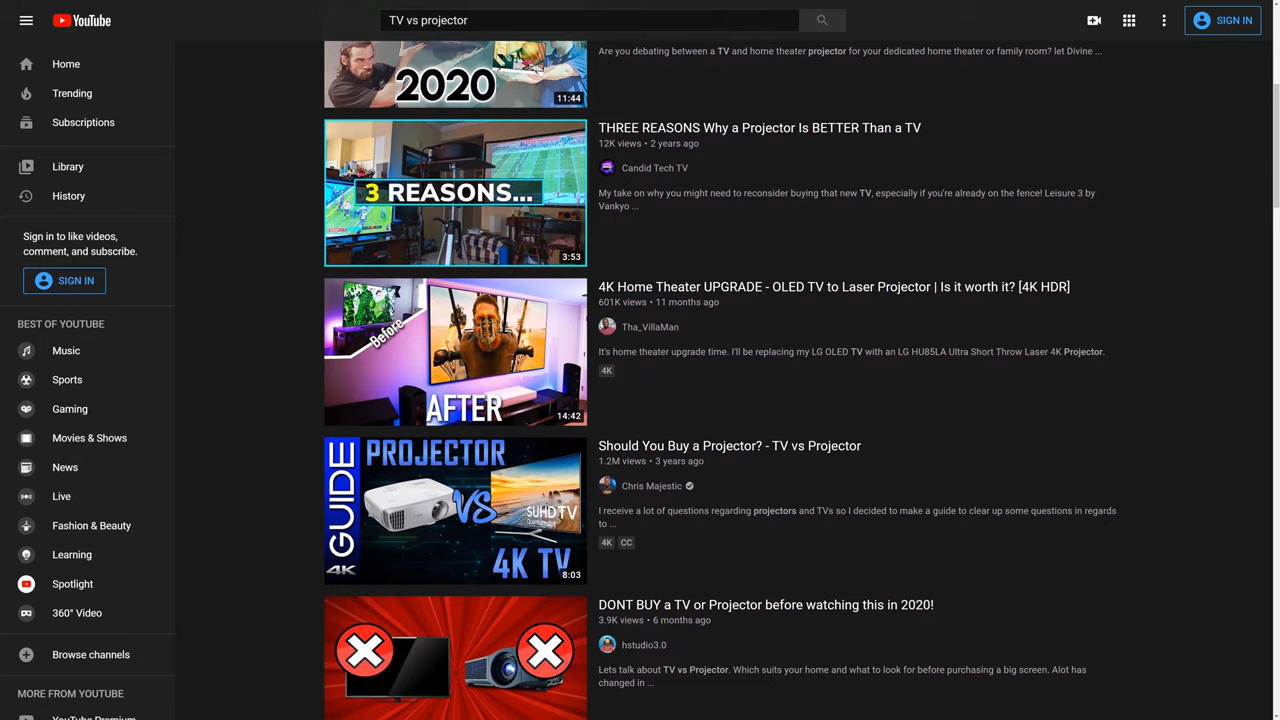 YouTube
TV vs projector
SIGN IN
Home
Trending
Subscriptions
Library
History
Sign in to like videos,
comment, and subscribe.
SIGN IN
BEST OF YOUTUBE
Music
Sports
Gaming
Movies & Shows
News
Live
Fashion & Beauty
Learning
Spotlight
360° Video
Browse channels
MORE FROM YOUTUBE
YouTube Premium
2020
11:44
Are you debating between a TV and home theater projector for your dedicated home theater or family room? let Divine ...
3 REASONS...
3:53
THREE REASONS Why a Projector Is BETTER Than a TV
12K views • 2 years ago
Candid Tech TV
My take on why you might need to reconsider buying that new TV, especially if you're already on the fence! Leisure 3 by
Vankyo ...
Before
AFTER
14:42
4K Home Theater UPGRADE - OLED TV to Laser Projector | Is it worth it? [4K HDR]
601K views • 11 months ago
Tha_VillaMan
It's home theater upgrade time. I'll be replacing my LG OLED TV with an LG HU85LA Ultra Short Throw Laser 4K Projector.
4K
GUIDE
4K
PROJECTOR
VS
SUHD TV
4K TV
8:03
Should You Buy a Projector? - TV vs Projector
1.2M views • 3 years ago
Chris Majestic
I receive a lot of questions regarding projectors and TVs so I decided to make a guide to clear up some questions in regards
to ...
4K CC
DONT BUY a TV or Projector before watching this in 2020!
3.9K views • 6 months ago
hstudio3.0
Lets talk about TV vs Projector. Which suits your home and what to look for before purchasing a big screen. Alot has
changed in ...